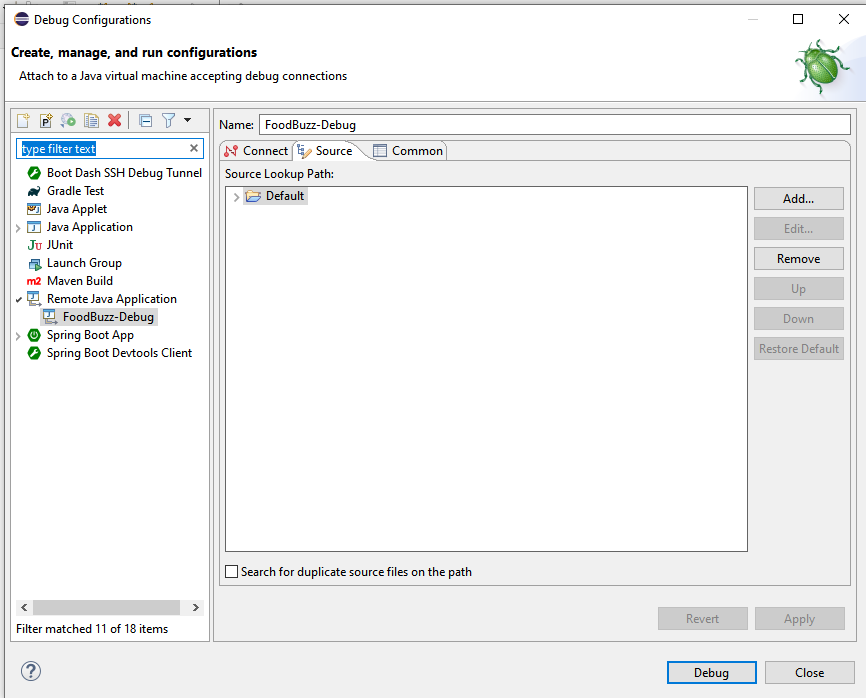 Debug Configurations
Create, manage, and run configurations
Attach to a Java virtual machine accepting debug connections
type filter text
Boot Dash SSH Debug Tunnel
Gradle Test
Java Applet
Java Application
Ju JUnit
Launch Group
m2 Maven Build
Remote Java Application
FoodBuzz-Debug
Spring Boot App
Spring Boot Devtools Client
Filter matched 11 of 18 items
Name: FoodBuzz-Debug
Connect Source Common
Source Lookup Path:
Default
Add...
Edit...
Remove
Up
Down
Restore Default
Search for duplicate source files on the path
Revert Apply
? Debug Close